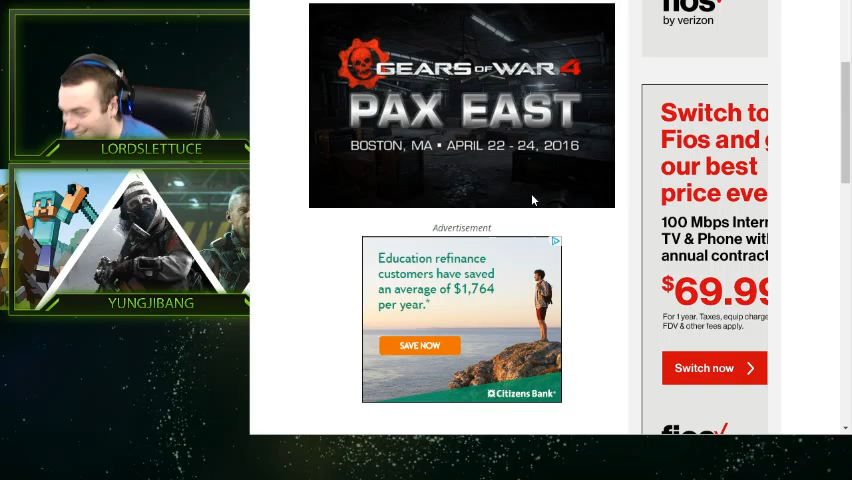 LORDSLETTUCE
YUNGJIBANG
GEARS OF WAR 4
PAX EAST
BOSTON, MA • APRIL 22 - 24, 2016
Advertisement
Education refinance
customers have saved
an average of $1,764
per year.*
SAVE NOW
Citizens Bank
fios
by verizon
Switch to
Fios and
our best
price eve
100 Mbps Intern
TV & Phone with
annual contract
$69.99
For 1 year. Taxes, equip charge
FDV & other fees apply.
Switch now
fios